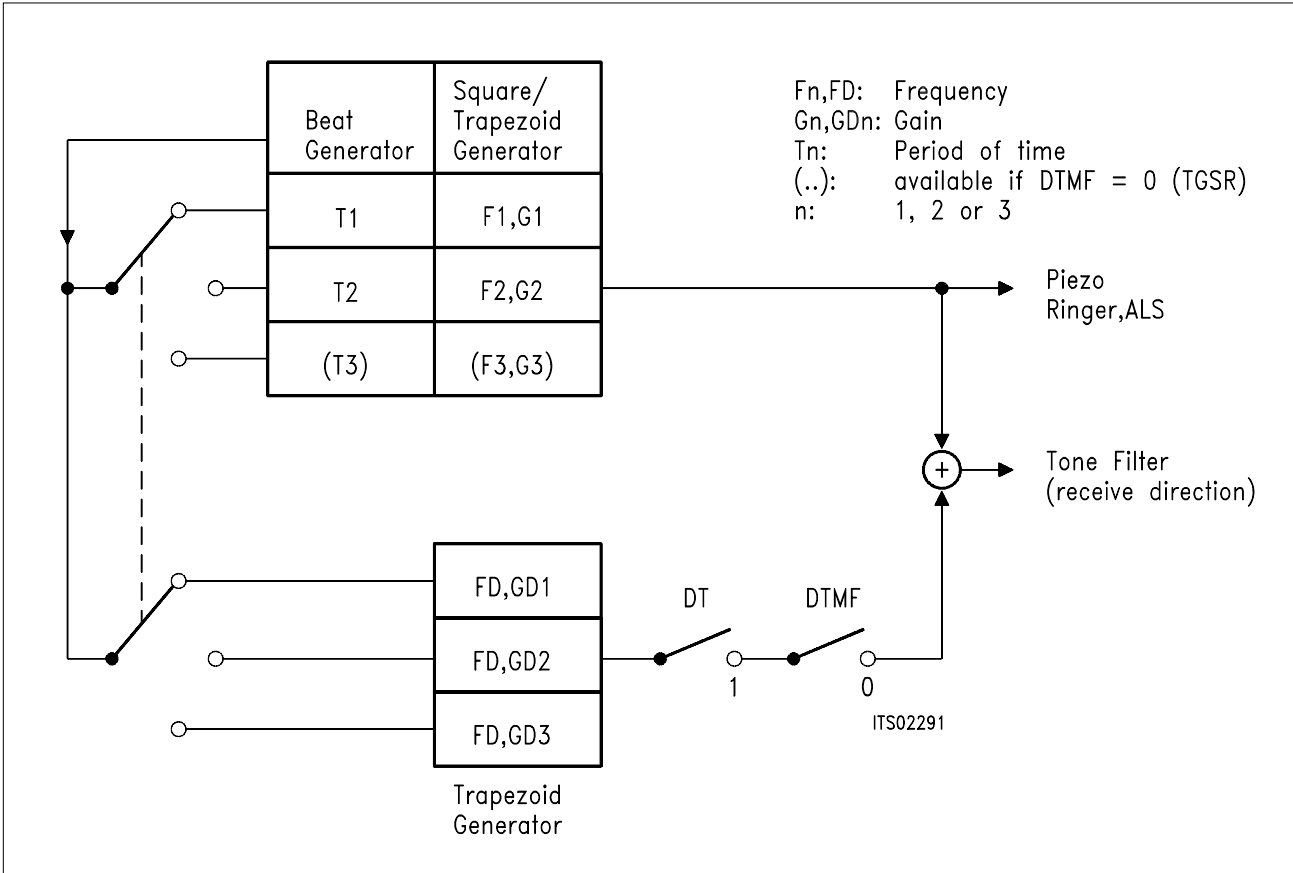 Beat
Generator
Square/
Trapezoid
Generator
T1
F1,G1
T2
F2,G2
(T3)
(F3,G3)
Fn,FD: Frequency
Gn,GDn: Gain
Tn: Period of time
(..): available if DTMF = 0 (TGSR)
n: 1, 2 or 3
Piezo
Ringer,ALS
+
Tone Filter
(receive direction)
FD,GD1
FD,GD2
FD,GD3
Trapezoid
Generator
DT
1
DTMF
0
ITS02291